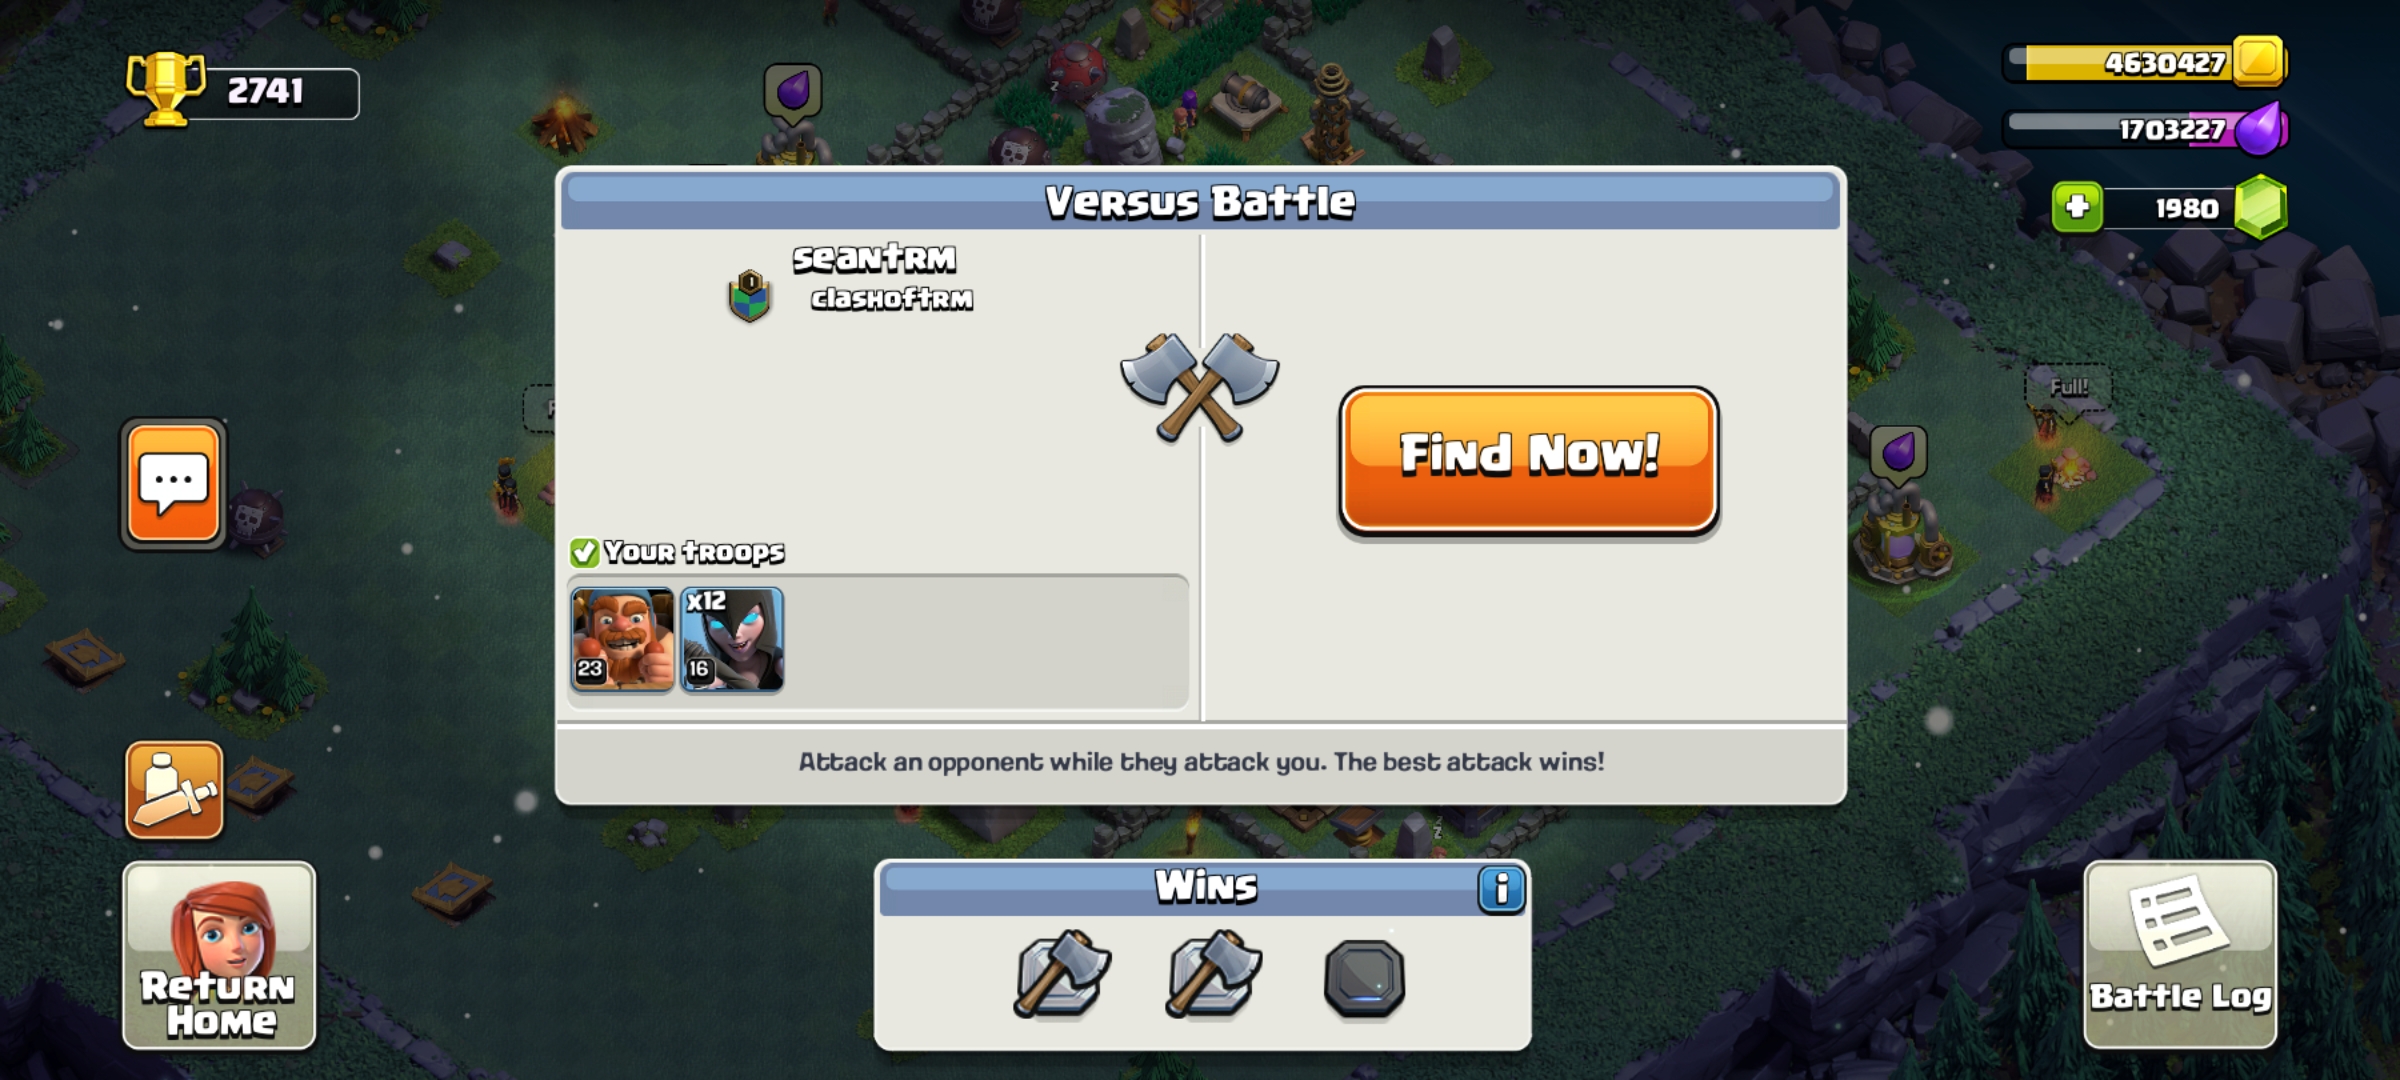 2741
4630427
1703227
1980
Versus Battle
seantrm
clashoftrm
Find Now!
Full!
Your troops
x12
23
16
Attack an opponent while they attack you. The best attack wins!
Wins
i
Return
Home
Battle Log